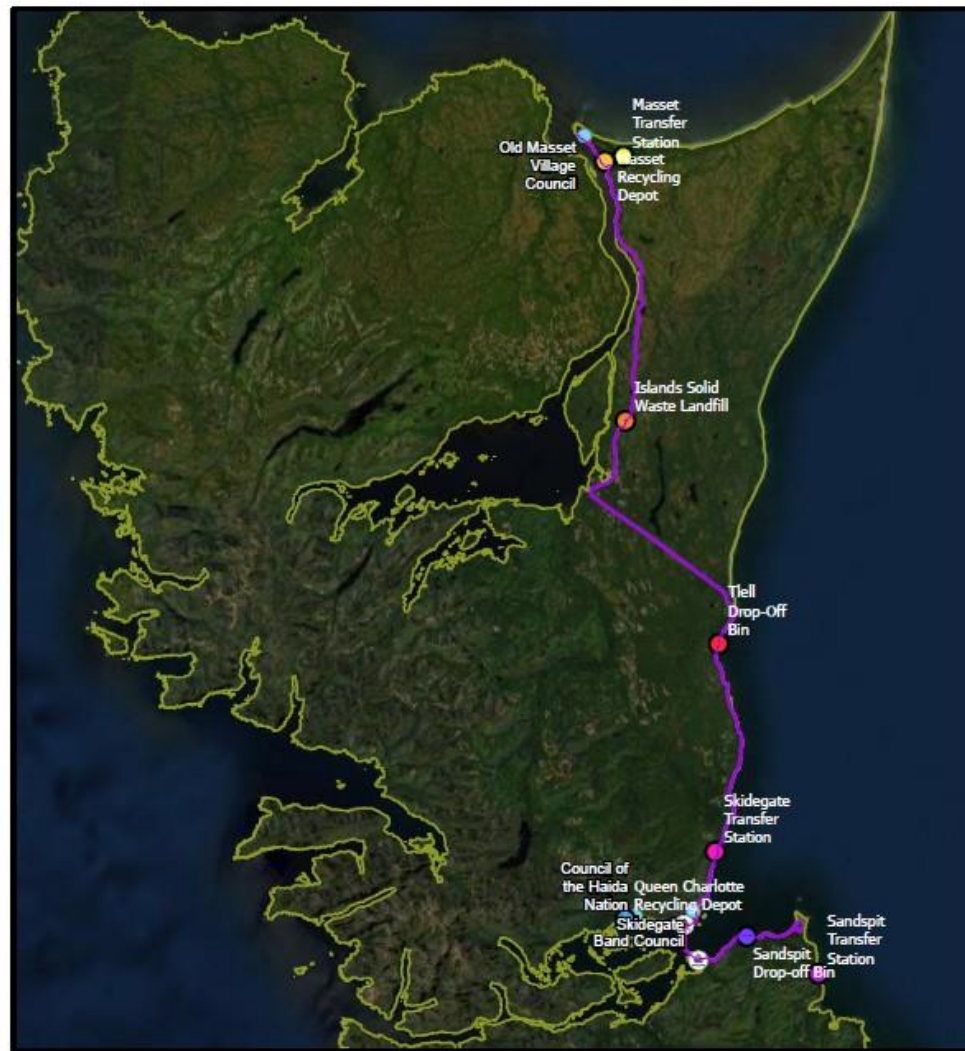 Masset
Transfer
Station
Old Masset
Village
Council
Masset
Recycling
Depot
Islands Solid
Waste Landfill
Tlell
Drop-Off
Bin
Skidegate
Transfer
Station
Council of
the Haida
Nation
Queen Charlotte
Recycling Depot
Skidegate
Band Council
Sandspit
Transfer
Station
Sandspit
Drop-off Bin